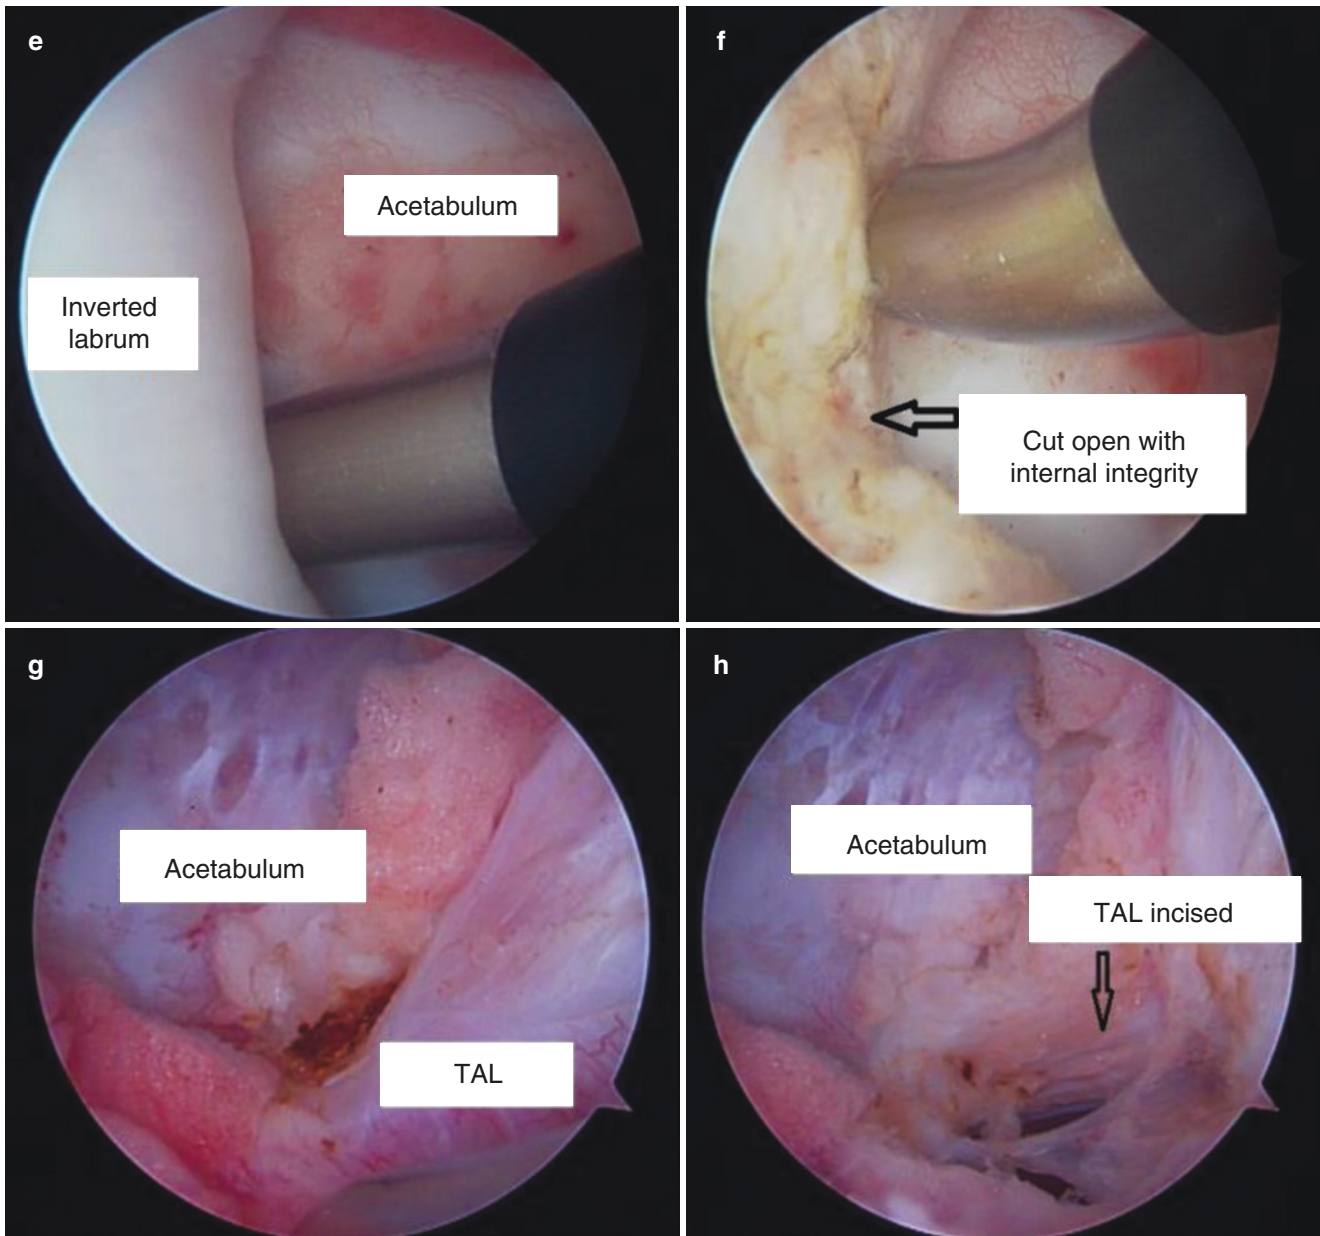 e
Acetabulum
Inverted
labrum
f
Cut open with
internal integrity
g
Acetabulum
TAL
h
Acetabulum
TAL incised